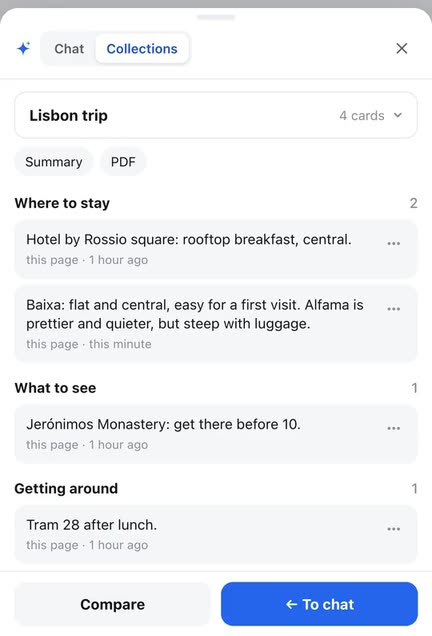 Chat Collections
Lisbon trip 4 cards
Summary PDF
Where to stay 2
Hotel by Rossio square: rooftop breakfast, central.
this page · 1 hour ago
Baixa: flat and central, easy for a first visit. Alfama is
prettier and quieter, but steep with luggage.
this page · this minute
What to see 1
Jerónimos Monastery: get there before 10.
this page · 1 hour ago
Getting around 1
Tram 28 after lunch.
this page · 1 hour ago
Compare ← To chat